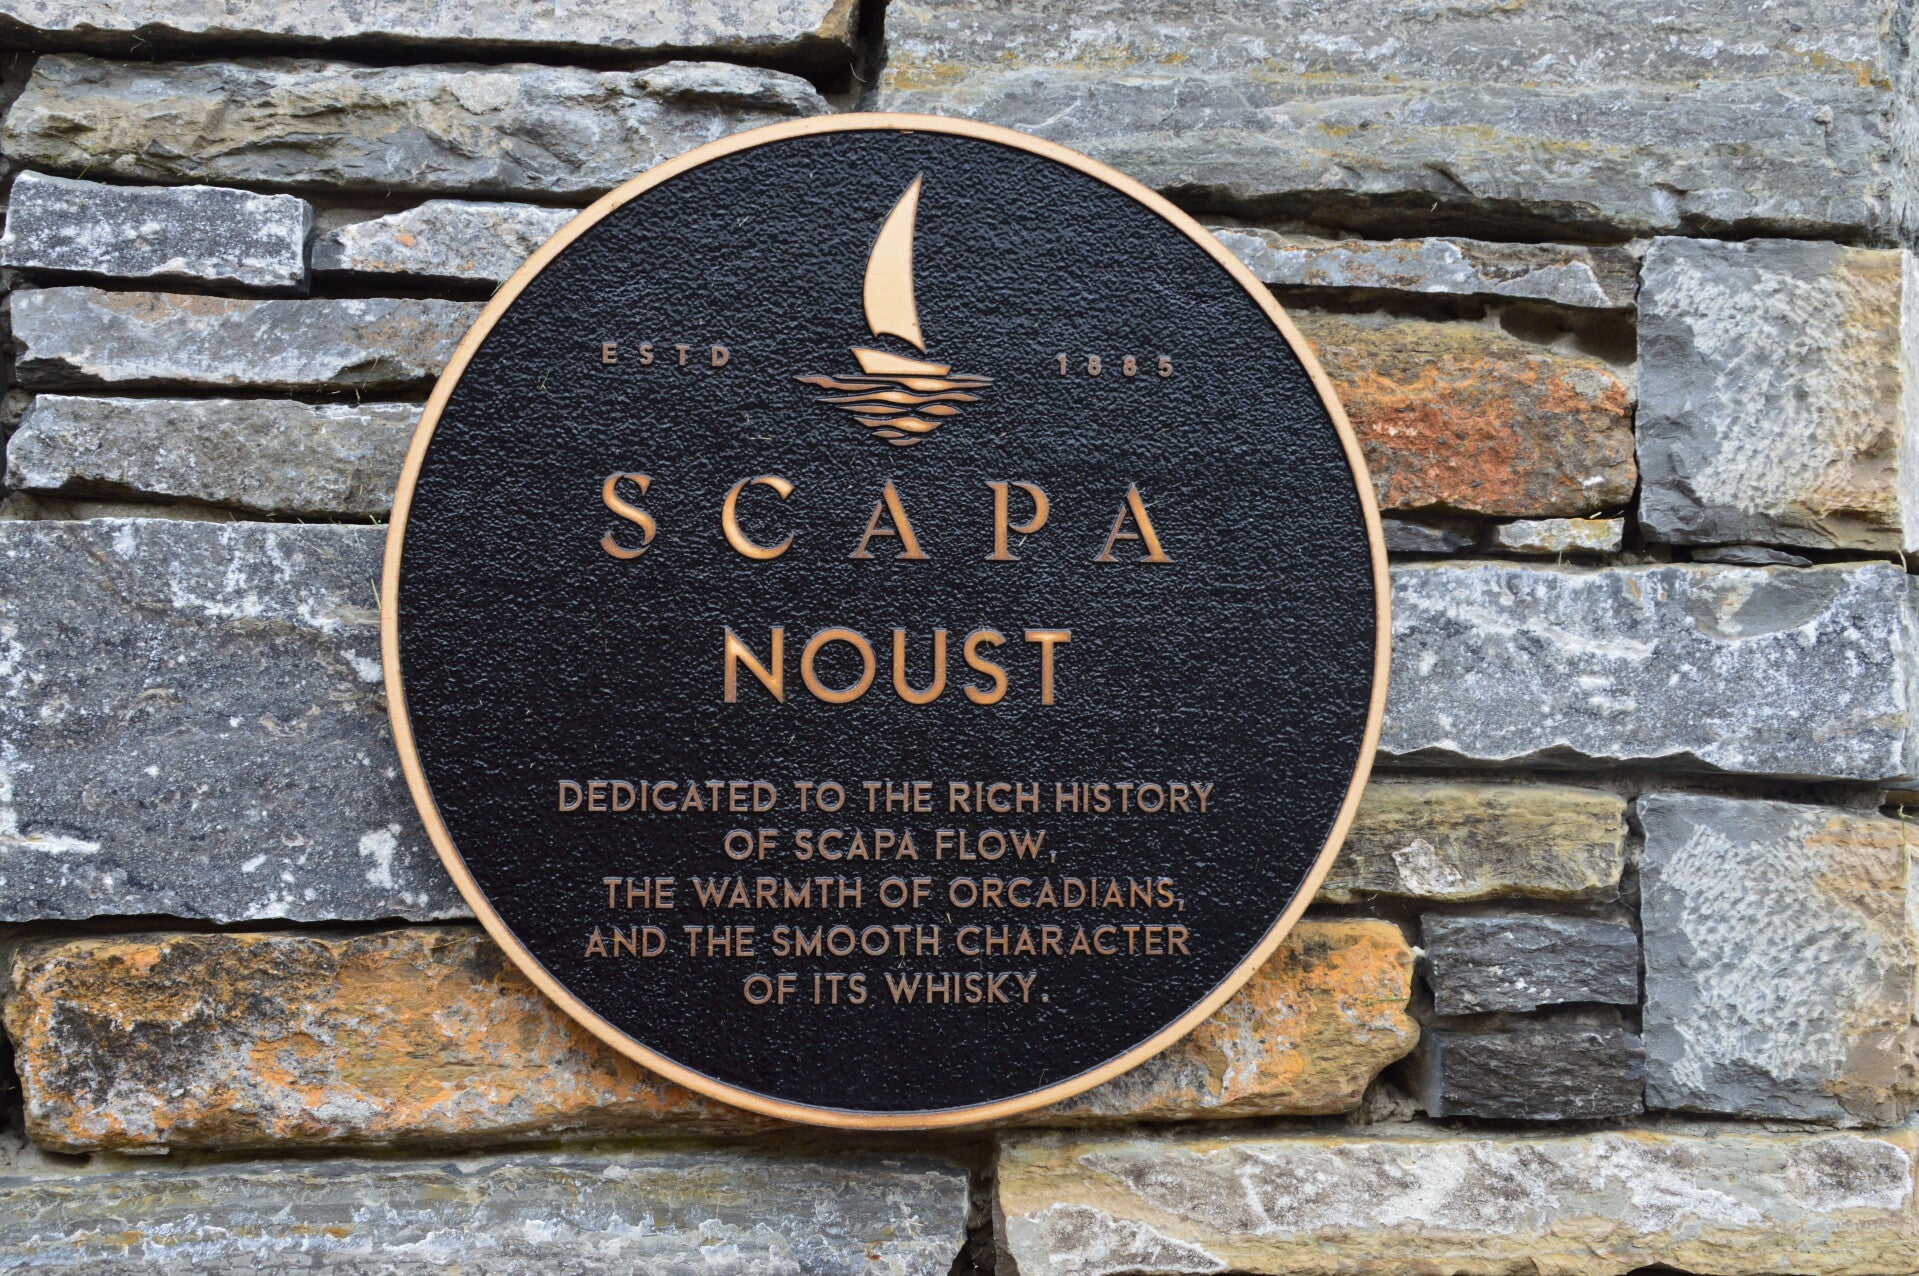 ESTD 1885
SCAPA
NOUST
DEDICATED TO THE RICH HISTORY
OF SCAPA FLOW,
THE WARMTH OF ORCADIANS,
AND THE SMOOTH CHARACTER
OF ITS WHISKY.